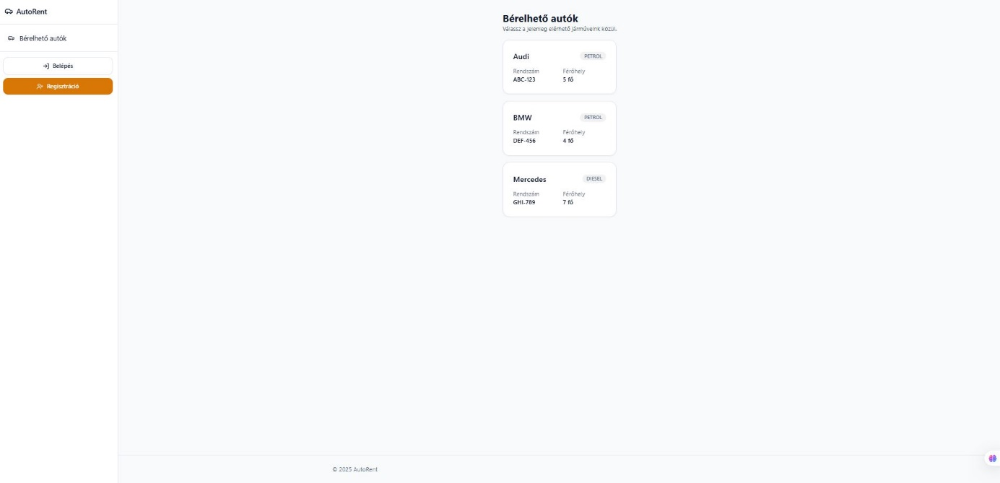 AutoRent
Bérelhető autók
Belépés
Regisztráció
Bérelhető autók
Válassz a jelenleg elérhető járműveink közül.
Audi PETROL
Rendszám Férőhely
ABC-123 5 fő
BMW PETROL
Rendszám Férőhely
DEF-456 4 fő
Mercedes DIESEL
Rendszám Férőhely
GHI-789 7 fő
© 2025 AutoRent